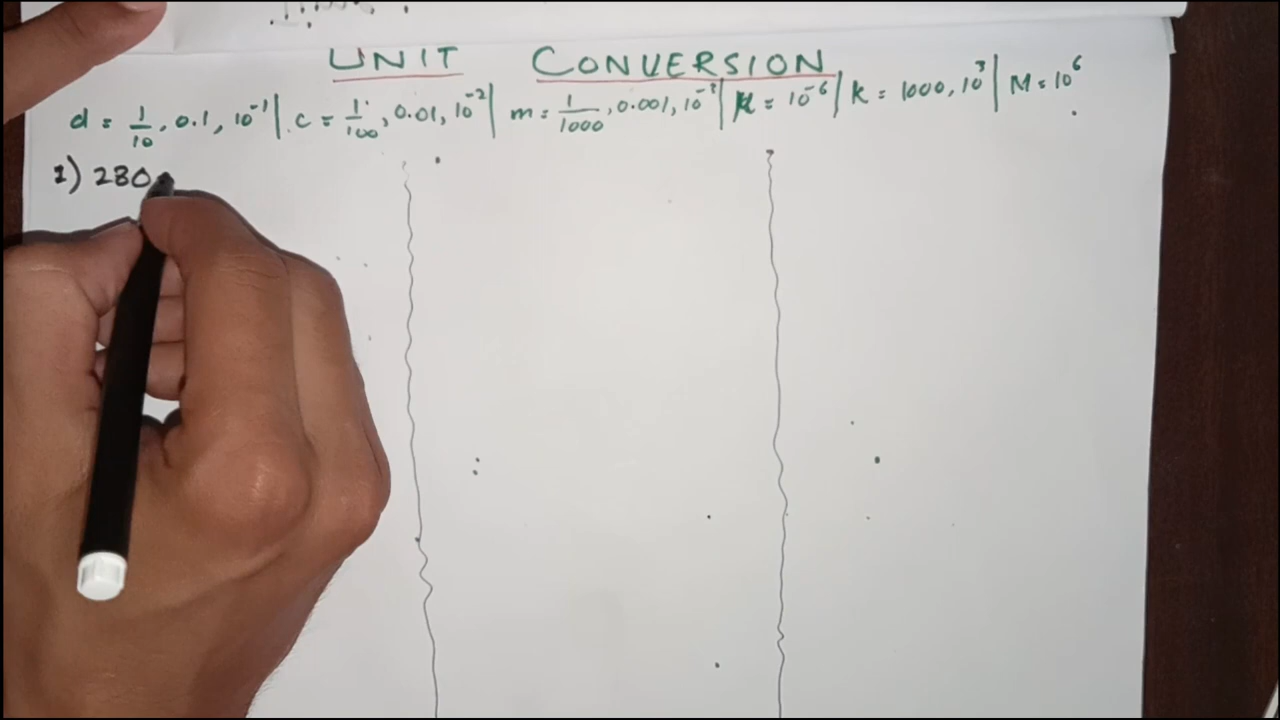 UNIT CONVERSION
d = 1/10, 0.1, 10⁻¹ | c = 1/100, 0.01, 10⁻² | m = 1/1000, 0.001, 10⁻³ | µ = 10⁻⁶ | k = 1000, 10³ | M = 10⁶
1) 280